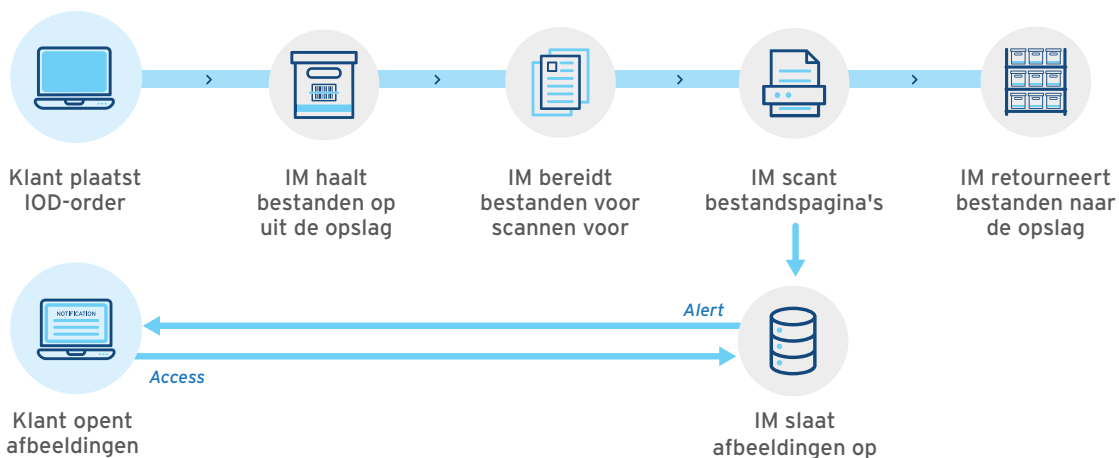 Klant plaatst
IOD-order
IM haalt
bestanden op
uit de opslag
IM bereidt
bestanden voor
scannen voor
IM scant
bestandspagina's
IM retourneert
bestanden naar
de opslag
NOTIFICATION
Alert
Access
Klant opent
afbeeldingen
IM slaat
afbeeldingen op